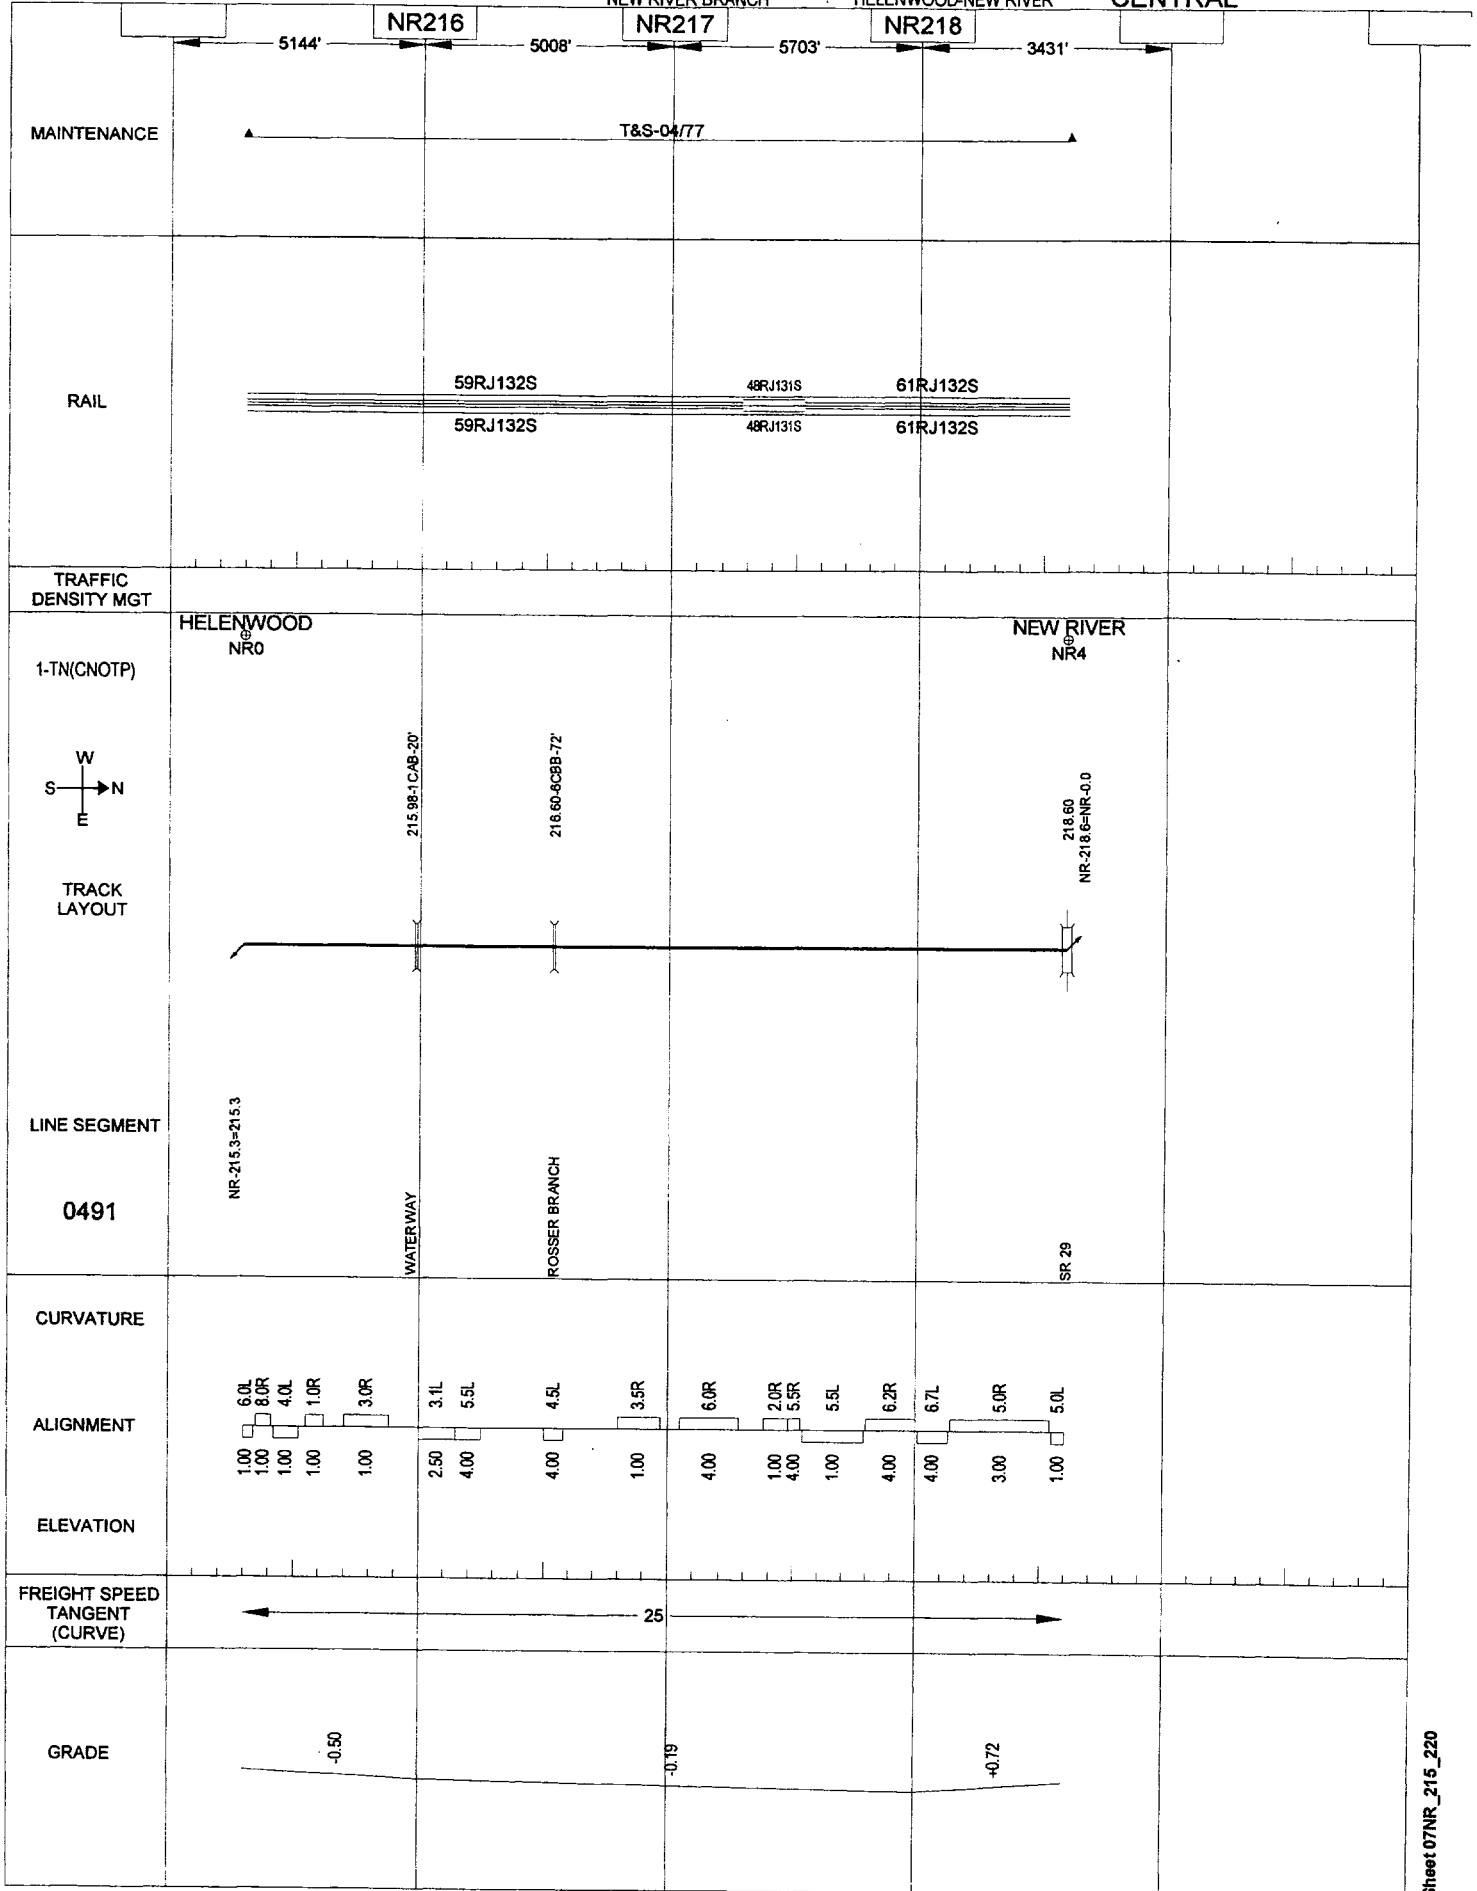 NEW RIVER BRANCH HELENWOOD-NEW RIVER CENTRAL
NR216 NR217 NR218
5144' 5008' 5703' 3431'
MAINTENANCE
T&S-04/77
RAIL
59RJ132S 48RJ131S 61RJ132S
59RJ132S 48RJ131S 61RJ132S
TRAFFIC
DENSITY MGT
HELENWOOD
NR0
NEW RIVER
NR4
1-TN(CNOTP)
W
S N
E
215.98-1CAB-20'
216.60-6CBB-72'
218.60
NR-218.6=NR-0.0
TRACK
LAYOUT
LINE SEGMENT
0491
NR-215.3=215.3
WATERWAY
ROSSER BRANCH
SR 29
CURVATURE
ALIGNMENT
6.0L 8.0R 4.0L 1.0R 3.0R 3.1L 5.5L 4.5L 3.5R 6.0R 2.0R 5.5R 5.5L 6.2R 6.7L 5.0R 5.0L
1.00 1.00 1.00 1.00 1.00 2.50 4.00 4.00 1.00 4.00 1.00 4.00 1.00 4.00 4.00 3.00 1.00
ELEVATION
FREIGHT SPEED
TANGENT
(CURVE)
25
GRADE
-0.50 -0.19 +0.72
Sheet 07NR_215_220